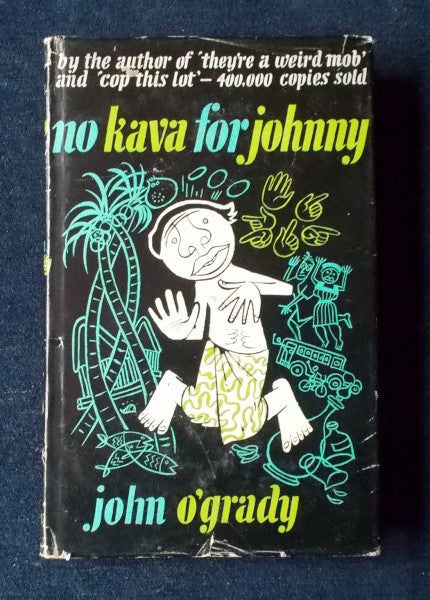 by the author of 'they're a weird mob'
and 'cop this lot' – 400,000 copies sold
no kava for johnny
john o'grady